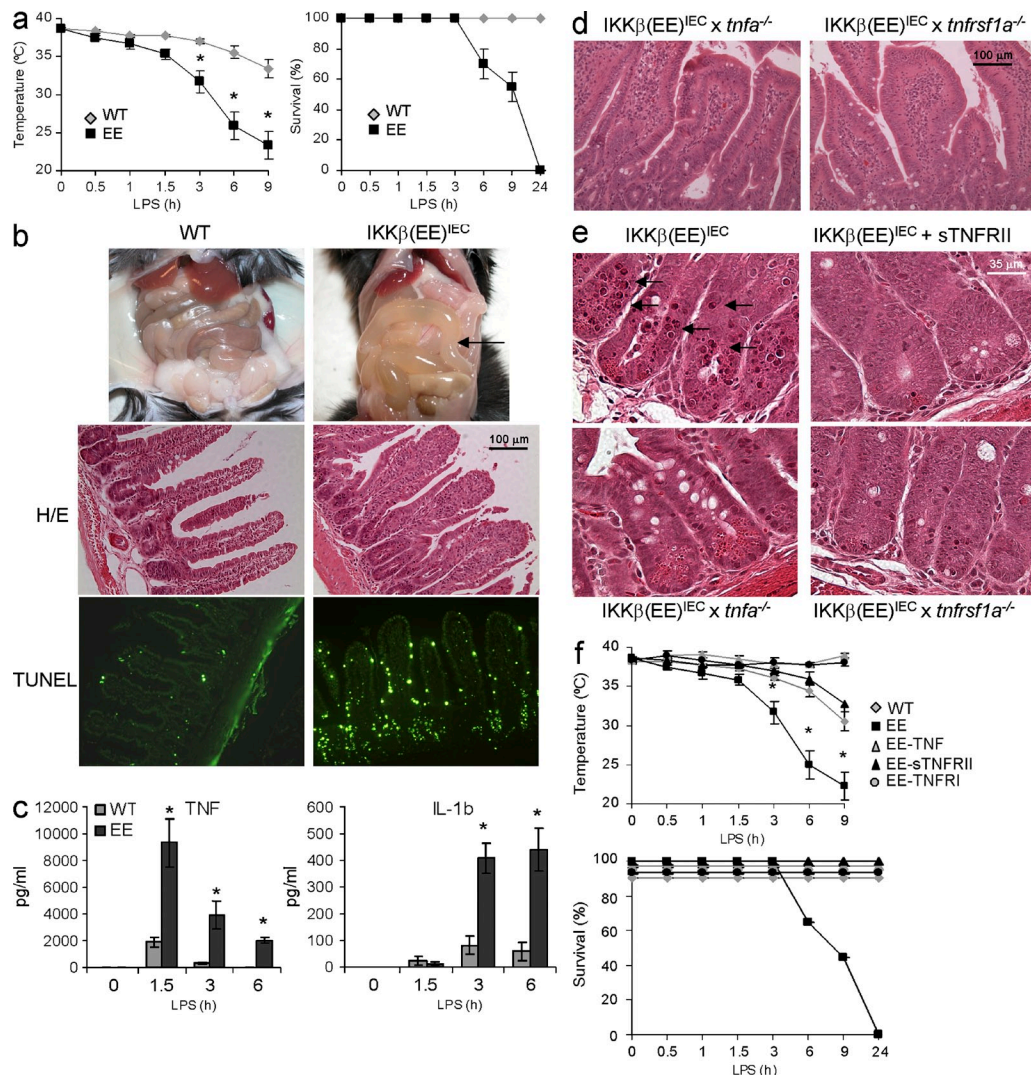 a
Temperature (ºC)
40
35
30
25
20
WT
EE
*
*
*
0 0.5 1 1.5 3 6 9
LPS (h)
Survival (%)
100
80
60
40
20
0
WT
EE
0 0.5 1 1.5 3 6 9 24
LPS (h)
b
WT
IKKβ(EE)IEC
H/E
100 μm
TUNEL
c
TNF
WT
EE
pg/ml
12000
10000
8000
6000
4000
2000
0
*
*
*
0 1.5 3 6
LPS (h)
IL-1b
pg/ml
600
500
400
300
200
100
0
*
*
0 1.5 3 6
LPS (h)
d
IKKβ(EE)IEC x tnfa-/-
IKKβ(EE)IEC x tnfrsf1a-/-
100 μm
e
IKKβ(EE)IEC
IKKβ(EE)IEC + sTNFRII
35 μm
IKKβ(EE)IEC x tnfa-/-
IKKβ(EE)IEC x tnfrsf1a-/-
f
Temperature (ºC)
40
35
30
25
20
*
*
*
WT
EE
EE-TNF
EE-sTNFRII
EE-TNFRI
0 0.5 1 1.5 3 6 9
LPS (h)
Survival (%)
100
80
60
40
20
0
0 0.5 1 1.5 3 6 9 24
LPS (h)